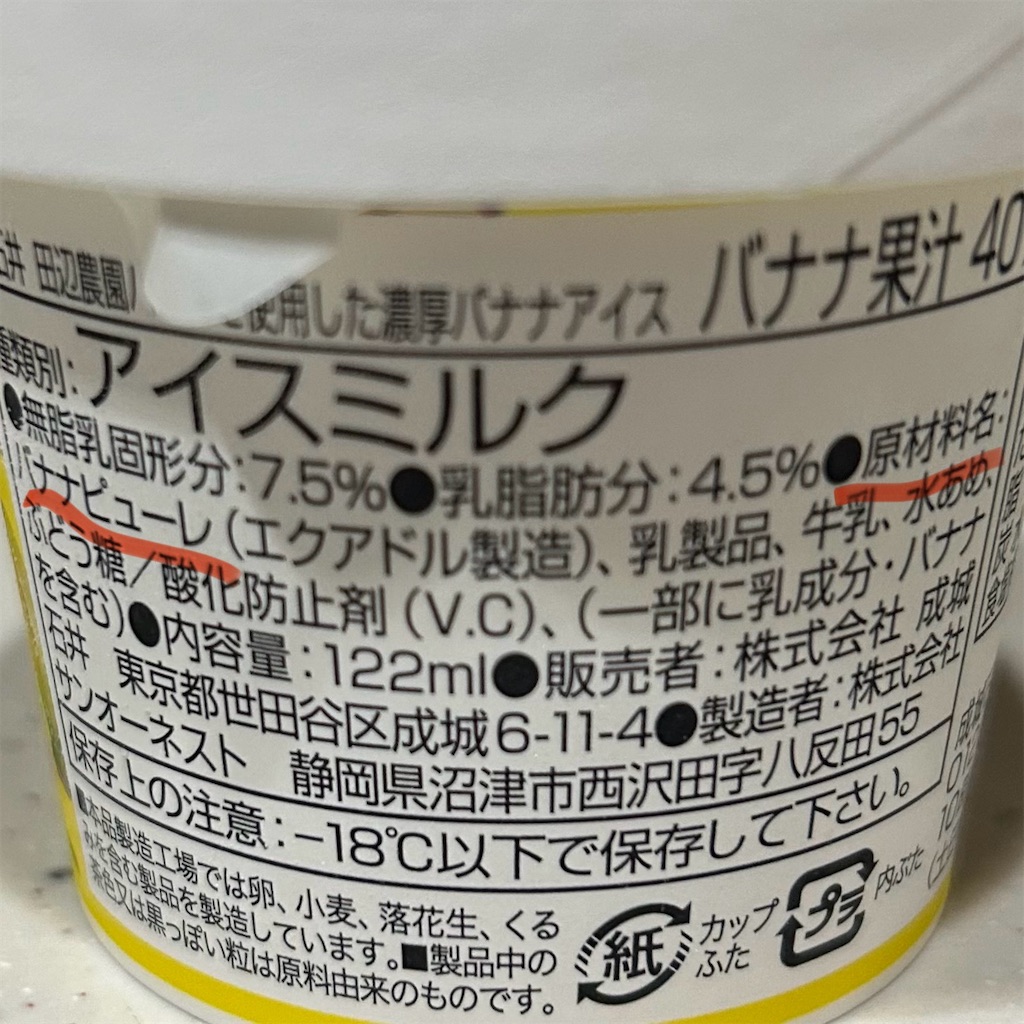 井 田辺農園
使用した濃厚バナナアイス バナナ果汁40
種類別:アイスミルク
●無脂乳固形分:7.5%●乳脂肪分:4.5%●原材料名:
バナナピューレ(エクアドル製造)、乳製品、牛乳、水あめ、
ぶどう糖/酸化防止剤(V.C)、(一部に乳成分・バナナ
を含む)●内容量:122ml●販売者:株式会社 成城
石井 東京都世田谷区成城6-11-4●製造者:株式会社
サンオーネスト 静岡県沼津市西沢田字八反田55
保存上の注意:-18℃以下で保存して下さい。
■本品製造工場では卵、小麦、落花生、くる
みを含む製品を製造しています。■製品中の
茶色又は黒っぽい粒は原料由来のものです。
紙 カップ ふた
プラ 内ぶた